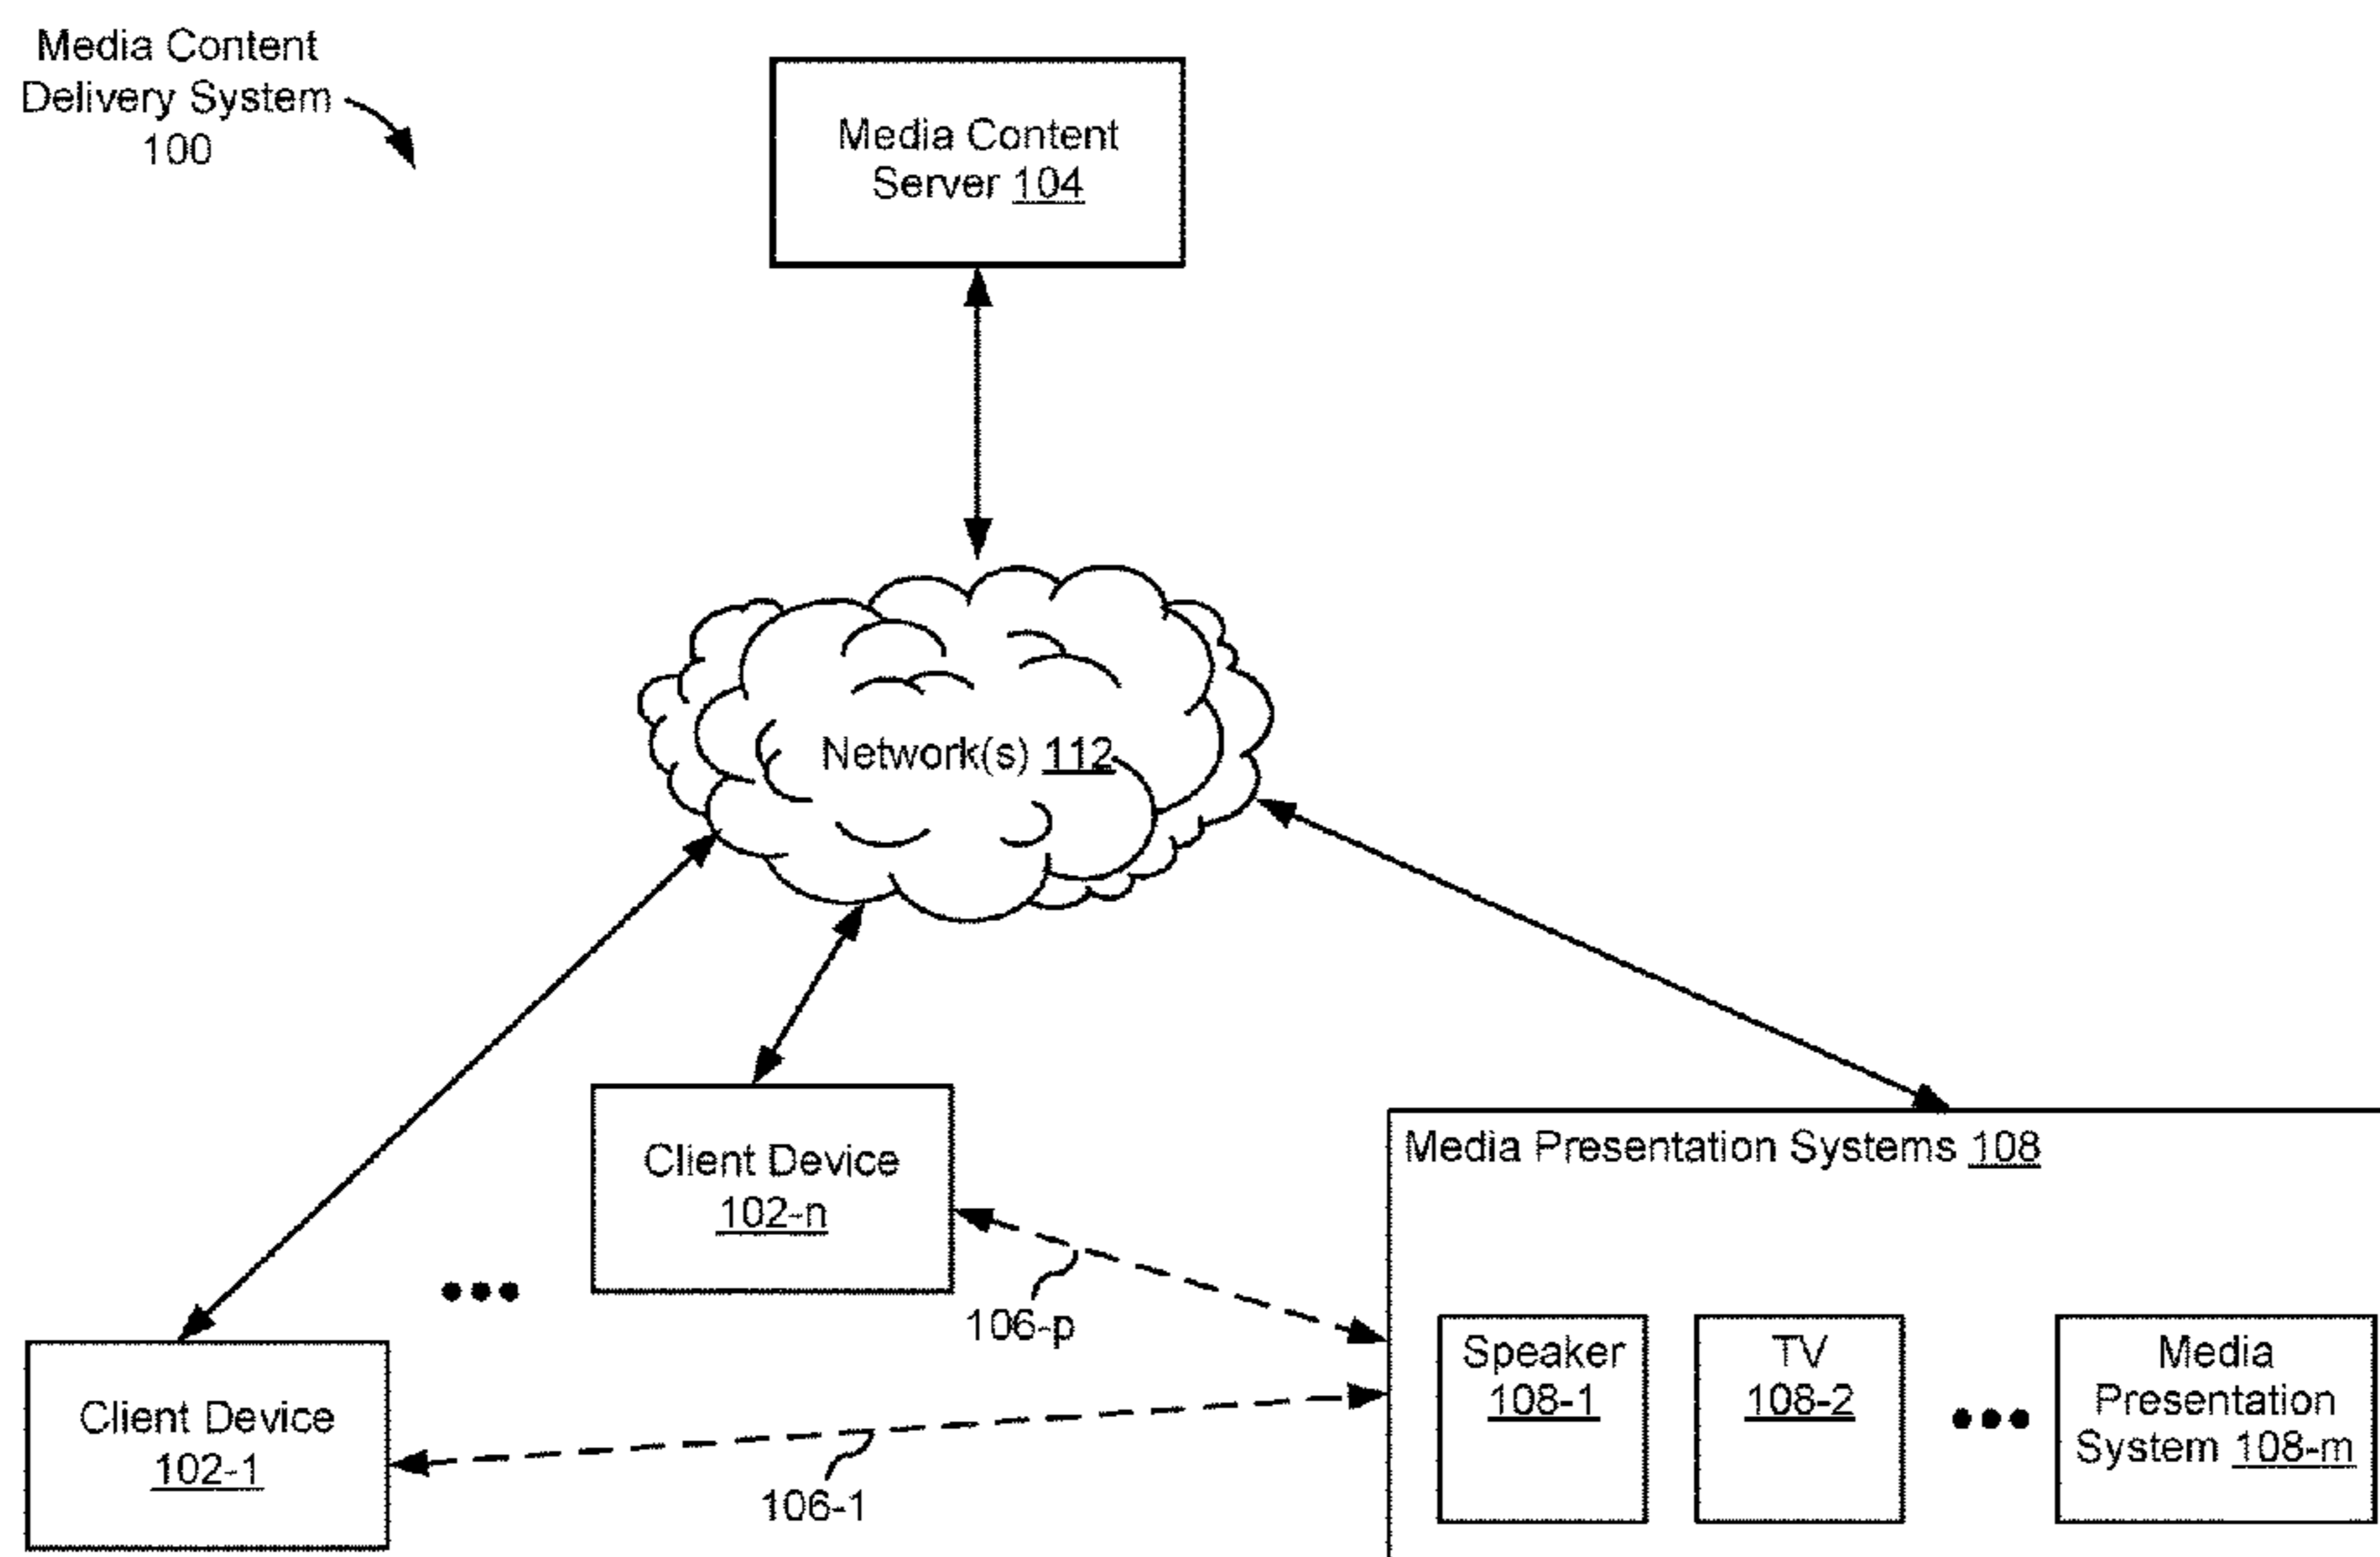 Media Content
Delivery System
100
Media Content
Server 104
Network(s) 112
Client Device
102-n
Media Presentation Systems 108
106-p
Speaker
108-1
TV
108-2
Media
Presentation
System 108-m
Client Device
102-1
106-1